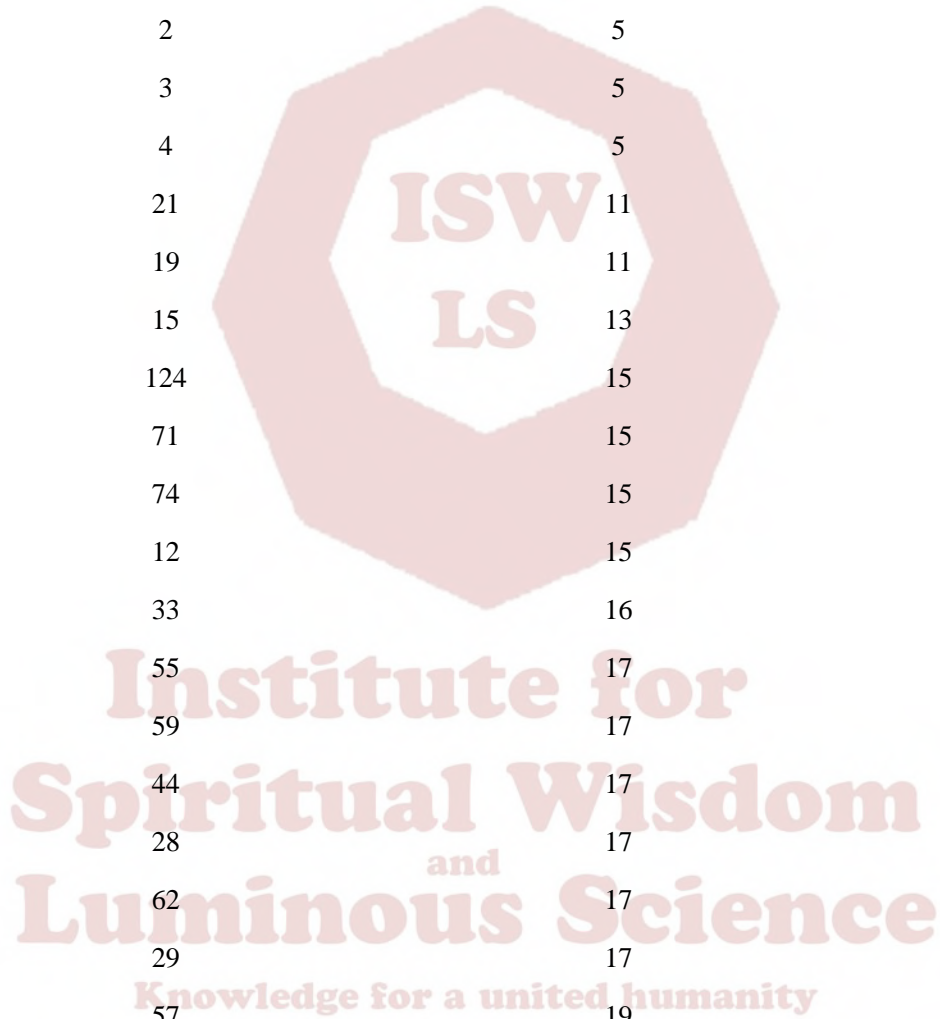 2 5
3 5
4 5
ISW
21 11
19 11
LS
15 13
124 15
71 15
74 15
12 15
33 16
Institute for
55 17
59 17
Spiritual Wisdom
44 17
28 17
and
Luminous Science
62 17
29 17
Knowledge for a united humanity
57 19